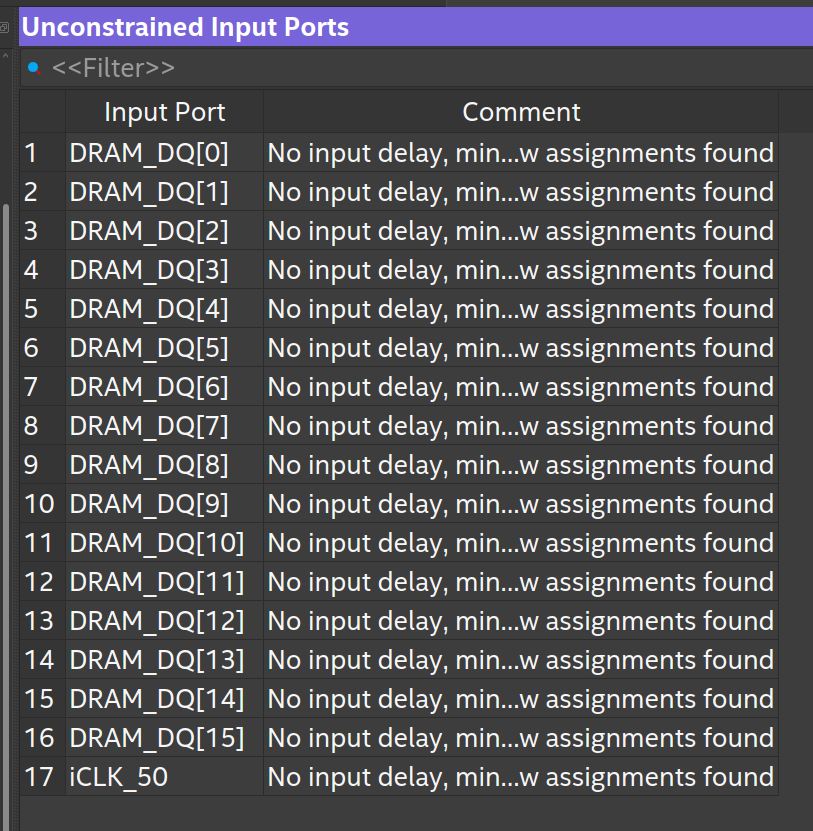 Unconstrained Input Ports
<<Filter>>
Input Port Comment
1 DRAM_DQ[0] No input delay, min...w assignments found
2 DRAM_DQ[1] No input delay, min...w assignments found
3 DRAM_DQ[2] No input delay, min...w assignments found
4 DRAM_DQ[3] No input delay, min...w assignments found
5 DRAM_DQ[4] No input delay, min...w assignments found
6 DRAM_DQ[5] No input delay, min...w assignments found
7 DRAM_DQ[6] No input delay, min...w assignments found
8 DRAM_DQ[7] No input delay, min...w assignments found
9 DRAM_DQ[8] No input delay, min...w assignments found
10 DRAM_DQ[9] No input delay, min...w assignments found
11 DRAM_DQ[10] No input delay, min...w assignments found
12 DRAM_DQ[11] No input delay, min...w assignments found
13 DRAM_DQ[12] No input delay, min...w assignments found
14 DRAM_DQ[13] No input delay, min...w assignments found
15 DRAM_DQ[14] No input delay, min...w assignments found
16 DRAM_DQ[15] No input delay, min...w assignments found
17 iCLK_50 No input delay, min...w assignments found